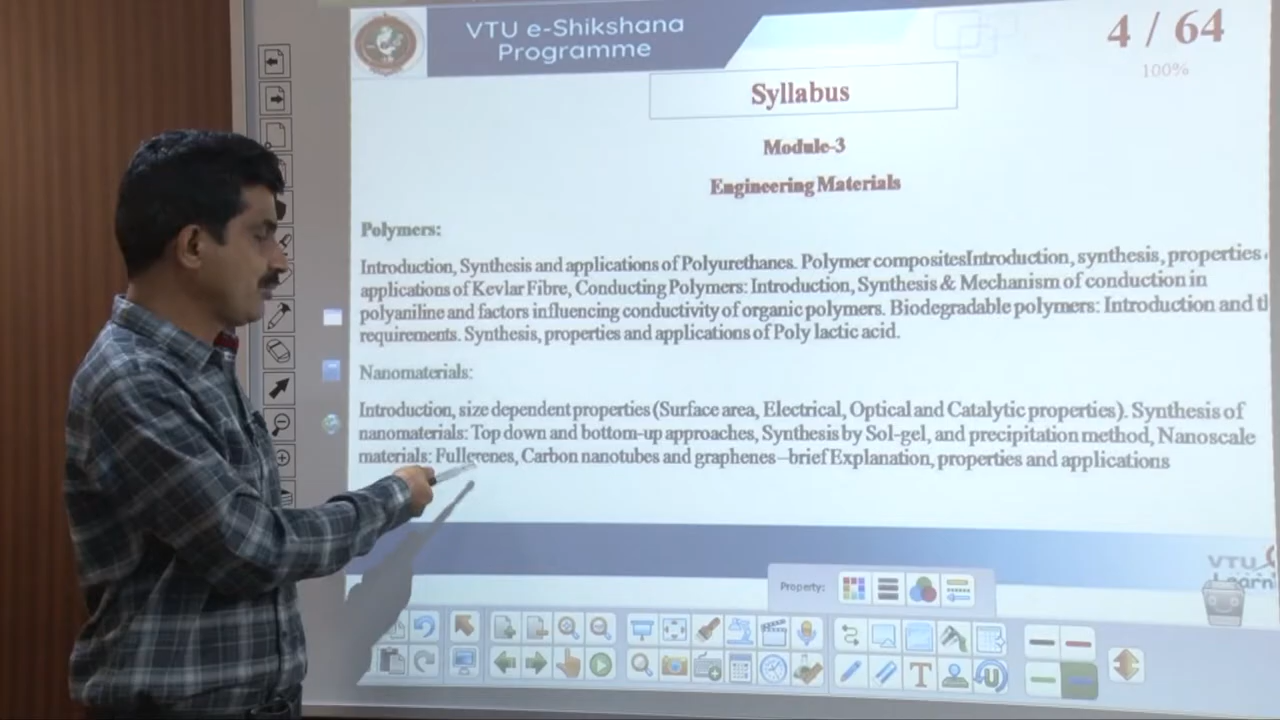 VTU e-Shikshana
Programme
4 / 64
100%
Syllabus
Module-3
Engineering Materials
Polymers:
Introduction, Synthesis and applications of Polyurethanes. Polymer compositesIntroduction, synthesis, properties
applications of Kevlar Fibre, Conducting Polymers: Introduction, Synthesis & Mechanism of conduction in
polyaniline and factors influencing conductivity of organic polymers. Biodegradable polymers: Introduction and
requirements. Synthesis, properties and applications of Poly lactic acid.
Nanomaterials:
Introduction, size dependent properties (Surface area, Electrical, Optical and Catalytic properties). Synthesis of
nanomaterials: Top down and bottom-up approaches, Synthesis by Sol-gel, and precipitation method, Nanoscale
materials: Fullerenes, Carbon nanotubes and graphenes –brief Explanation, properties and applications
VTU
Learn
Property:
T